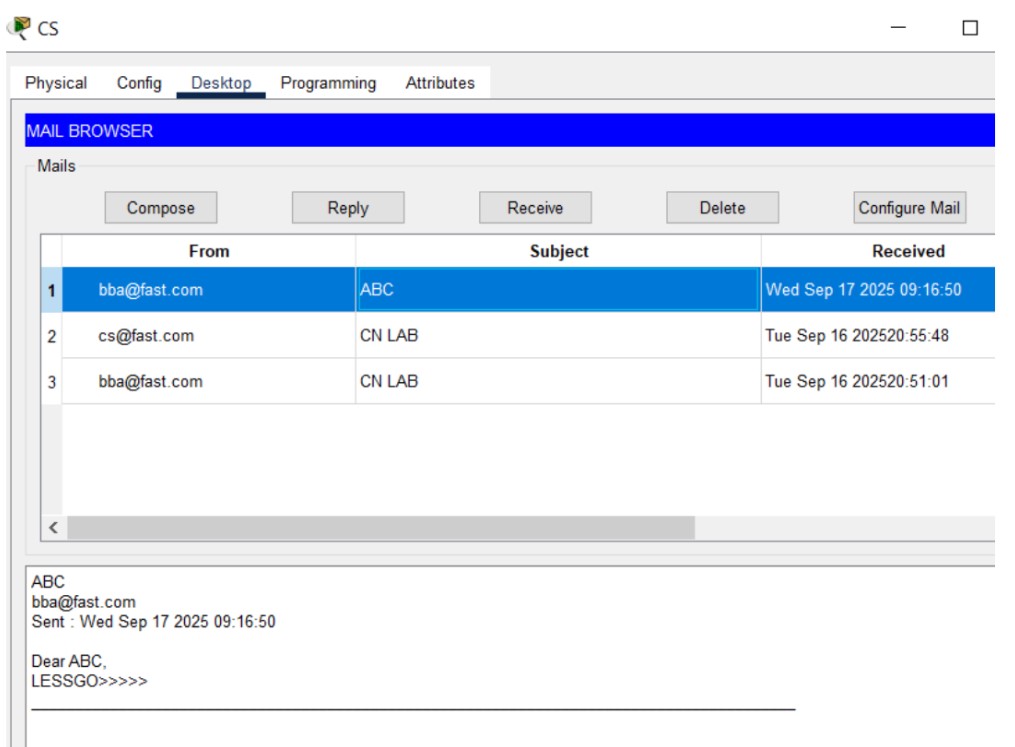 CS
Physical Config Desktop Programming Attributes
MAIL BROWSER
Mails
Compose Reply Receive Delete Configure Mail
From Subject Received
1 bba@fast.com ABC Wed Sep 17 2025 09:16:50
2 cs@fast.com CN LAB Tue Sep 16 202520:55:48
3 bba@fast.com CN LAB Tue Sep 16 202520:51:01
ABC
bba@fast.com
Sent : Wed Sep 17 2025 09:16:50
Dear ABC,
LESSGO>>>>>